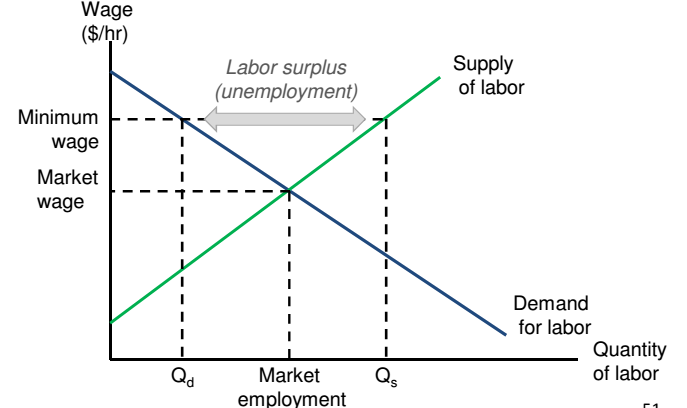 Wage
($/hr)
Labor surplus
(unemployment)
Supply
of labor
Minimum
wage
Market
wage
Demand
for labor
Quantity
of labor
Qd
Market
employment
Qs
51